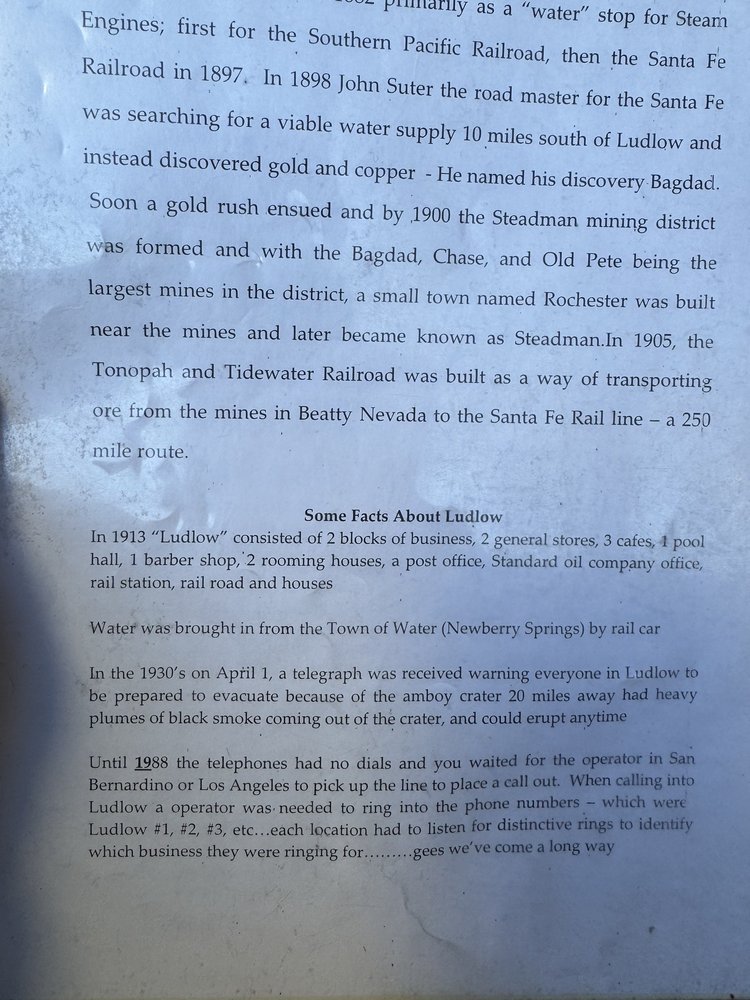 primarily as a “water” stop for Steam
Engines; first for the Southern Pacific Railroad, then the Santa Fe
Railroad in 1897. In 1898 John Suter the road master for the Santa Fe
was searching for a viable water supply 10 miles south of Ludlow and
instead discovered gold and copper - He named his discovery Bagdad.
Soon a gold rush ensued and by 1900 the Steadman mining district
was formed and with the Bagdad, Chase, and Old Pete being the
largest mines in the district, a small town named Rochester was built
near the mines and later became known as Steadman.In 1905, the
Tonopah and Tidewater Railroad was built as a way of transporting
ore from the mines in Beatty Nevada to the Santa Fe Rail line – a 250
mile route.
Some Facts About Ludlow
In 1913 “Ludlow” consisted of 2 blocks of business, 2 general stores, 3 cafes, 1 pool
hall, 1 barber shop, 2 rooming houses, a post office, Standard oil company office,
rail station, rail road and houses
Water was brought in from the Town of Water (Newberry Springs) by rail car
In the 1930’s on April 1, a telegraph was received warning everyone in Ludlow to
be prepared to evacuate because of the amboy crater 20 miles away had heavy
plumes of black smoke coming out of the crater, and could erupt anytime
Until 1988 the telephones had no dials and you waited for the operator in San
Bernardino or Los Angeles to pick up the line to place a call out. When calling into
Ludlow a operator was needed to ring into the phone numbers – which were
Ludlow #1, #2, #3, etc…each location had to listen for distinctive rings to identify
which business they were ringing for………gees we’ve come a long way